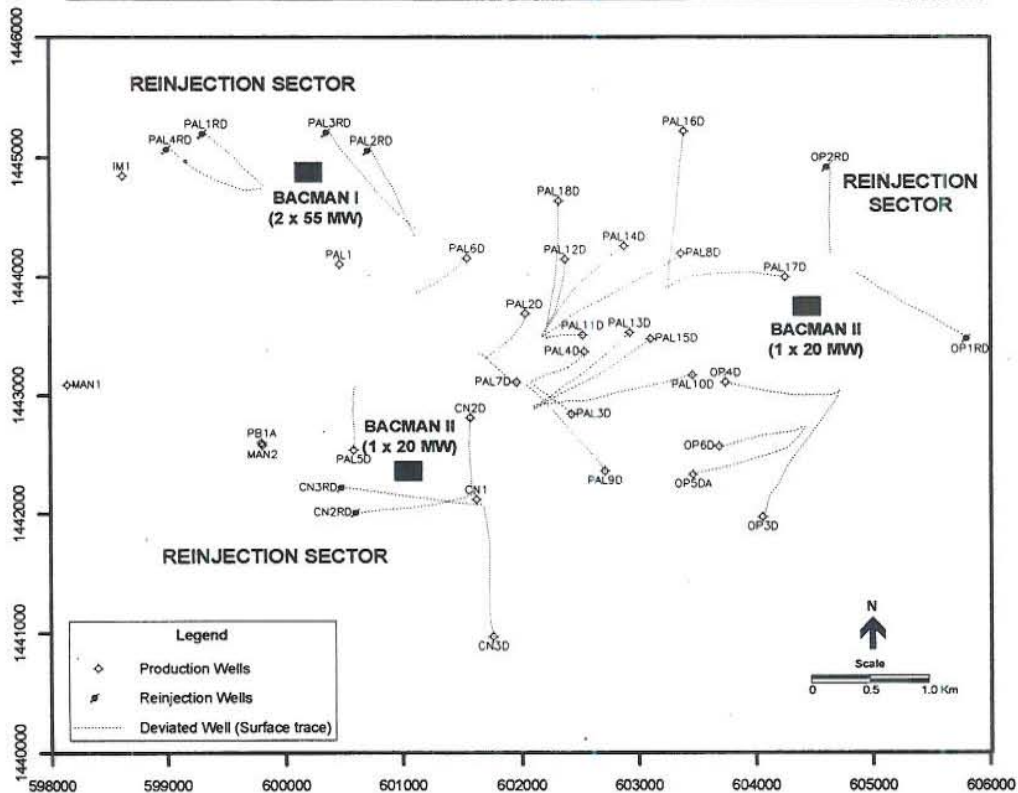 1446000
REINJECTION SECTOR
PAL1RD
PAL3RD
PAL16D
PAL4RD
PAL2RD
OP2RD
1445000
IM1
BACMAN I
(2 x 55 MW)
REINJECTION
SECTOR
PAL18D
PAL14D
PAL1
PAL6D
PAL12D
PAL8D
PAL17D
1444000
PAL2D
PAL11D
PAL13D
PAL15D
BACMAN II
(1 x 20 MW)
PAL4D
OP1RD
1443000
MAN1
PAL7D
PAL10D
OP4D
CN2D
PAL3D
BACMAN II
(1 x 20 MW)
PB1A
MAN2
PAL5D
OP6D
PAL9D
OP5DA
CN3RD
CN1
CN2RD
OP3D
1442000
REINJECTION SECTOR
1441000
CN3D
Legend
Production Wells
Reinjection Wells
Deviated Well (Surface trace)
N
Scale
0 0.5 1.0 Km
1440000
598000 599000 600000 601000 602000 603000 604000 605000 606000